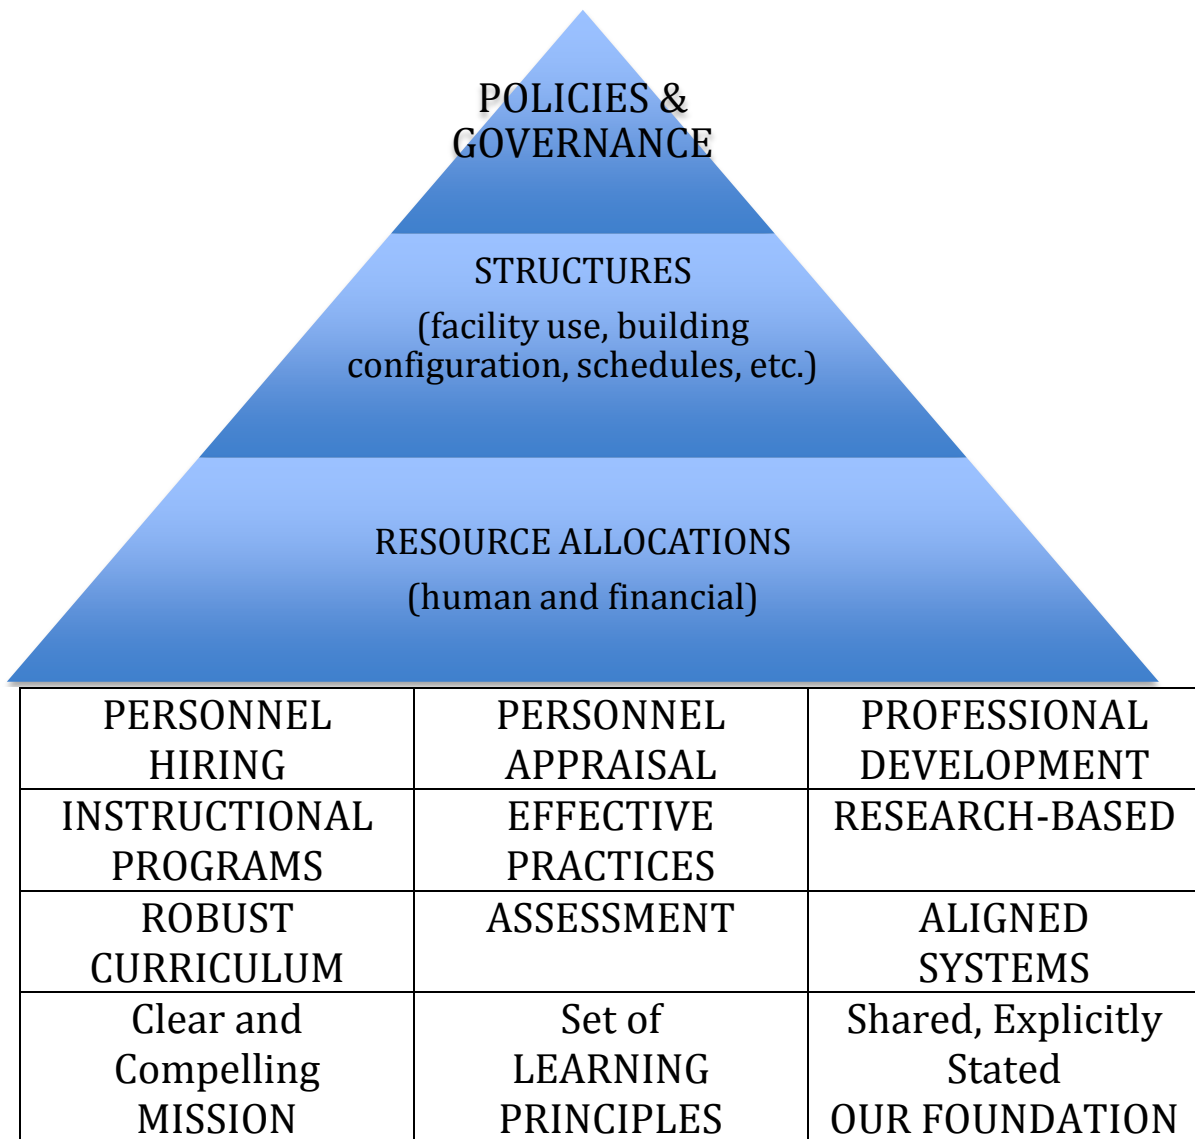 POLICIES &
GOVERNANCE
STRUCTURES
(facility use, building
configuration, schedules, etc.)
RESOURCE ALLOCATIONS
(human and financial)
PERSONNEL
HIRING
PERSONNEL
APPRAISAL
PROFESSIONAL
DEVELOPMENT
INSTRUCTIONAL
PROGRAMS
EFFECTIVE
PRACTICES
RESEARCH-BASED
ROBUST
CURRICULUM
ASSESSMENT
ALIGNED
SYSTEMS
Clear and
Compelling
MISSION
Set of
LEARNING
PRINCIPLES
Shared, Explicitly
Stated
OUR FOUNDATION